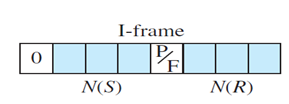 I-frame
0 P/F
N(S) N(R)